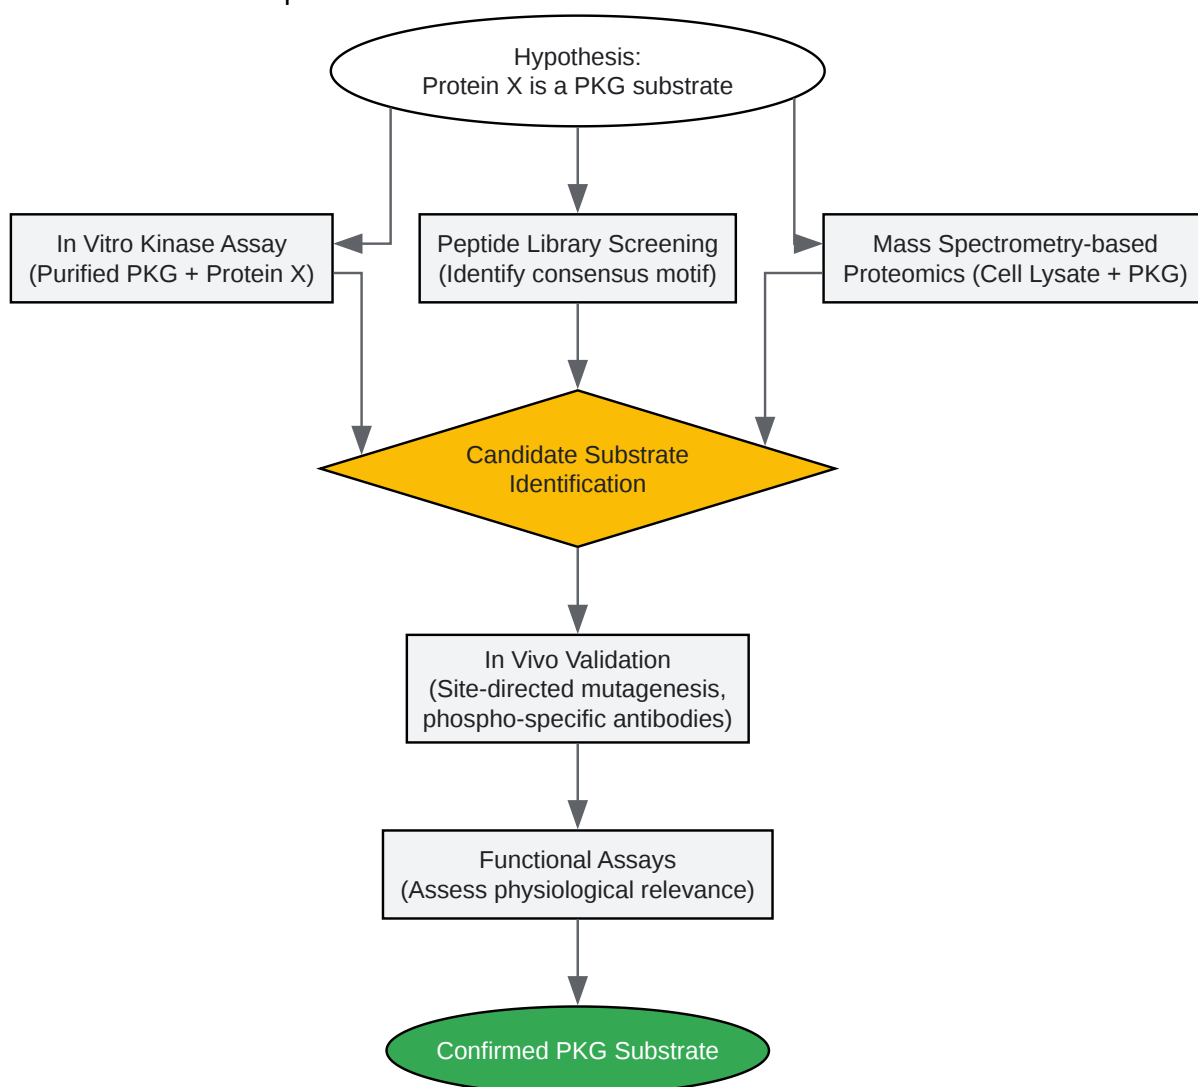 Hypothesis:
Protein X is a PKG substrate
In Vitro Kinase Assay
(Purified PKG + Protein X)
Peptide Library Screening
(Identify consensus motif)
Mass Spectrometry-based
Proteomics (Cell Lysate + PKG)
Candidate Substrate
Identification
In Vivo Validation
(Site-directed mutagenesis,
phospho-specific antibodies)
Functional Assays
(Assess physiological relevance)
Confirmed PKG Substrate